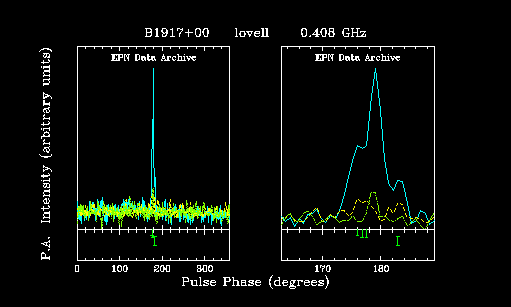 B1917+00 lovell 0.408 GHz
EPN Data Archive EPN Data Archive
P.A. Intensity (arbitrary units)
0 100 200 300 170 180
Pulse Phase (degrees)